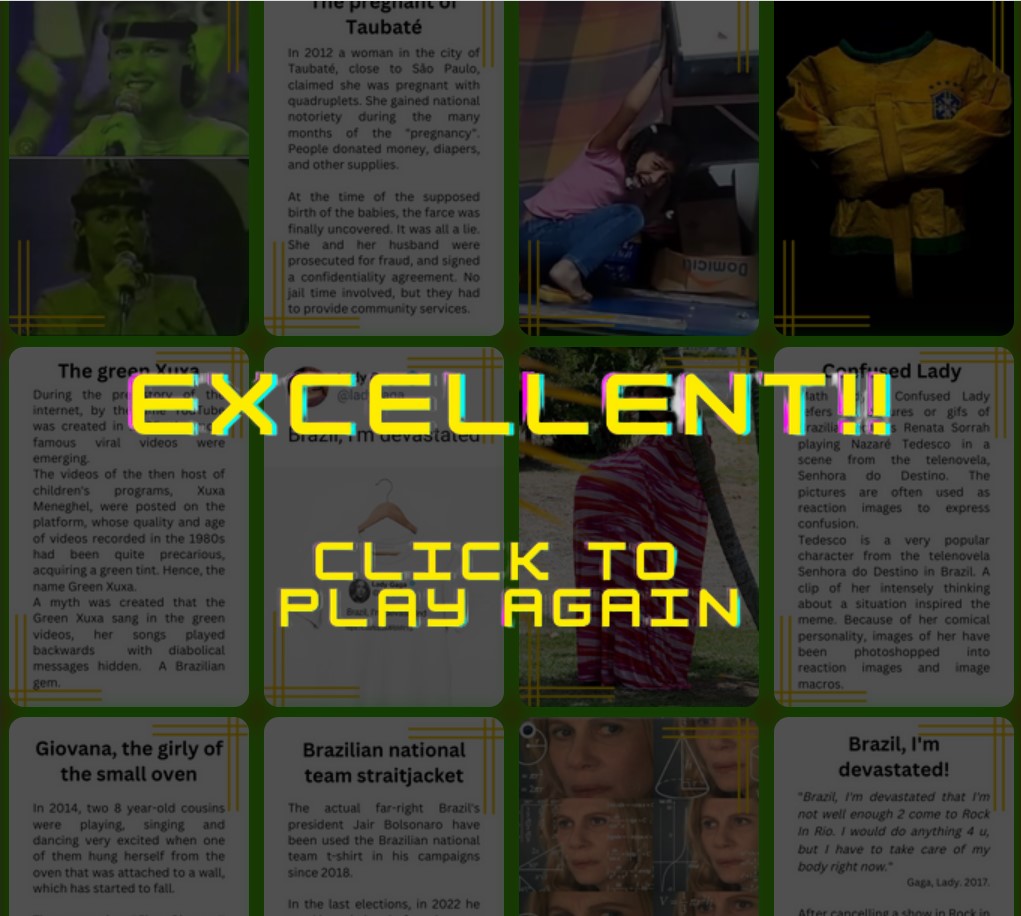 The pregnant of
Taubaté
In 2012 a woman in the city of
Taubaté, close to São Paulo,
claimed she was pregnant with
quadruplets. She gained national
notoriety during the many
months of the "pregnancy".
People donated money, diapers,
and other supplies.
At the time of the supposed
birth of the babies, the farce was
finally uncovered. It was all a lie.
She and her husband were
prosecuted for fraud, and signed
a confidentiality agreement. No
jail time involved, but they had
to provide community services.
DomiCiti
EXCELLENT!!
CLICK TO
PLAY AGAIN
The green Xuxa
During the
internet, by the YouTube
was created in
famous viral videos were
emerging.
The videos of the then host of
children's programs, Xuxa
Meneghel, were posted on the
platform, whose quality and age
of videos recorded in the 1980s
had been quite precarious,
acquiring a green tint. Hence, the
name Green Xuxa.
A myth was created that the
Green Xuxa sang in the green
videos, her songs played
backwards with diabolical
messages hidden. A Brazilian
gem.
Brazil, I'm devastated
Lady Gaga
Brazil, I'm
Confused Lady
Math Confused Lady
refers or gifs of
Renata Sorrah
playing Nazaré Tedesco in a
scene from the telenovela,
Senhora do Destino. The
pictures are often used as
reaction images to express
confusion.
Tedesco is a very popular
character from the telenovela
Senhora do Destino in Brazil. A
clip of her intensely thinking
about a situation inspired the
meme. Because of her comical
personality, images of her have
been photoshopped into
reaction images and image
macros.
Giovana, the girly of
the small oven
In 2014, two 8 year-old cousins
were playing, singing and
dancing very excited when one
of them hung herself from the
oven that was attached to a wall,
which has started to fall.
Brazilian national
team straitjacket
The actual far-right Brazil's
president Jair Bolsonaro have
been used the Brazilian national
team t-shirt in his campaigns
since 2018.
In the last elections, in 2022 he
Brazil, I'm
devastated!
"Brazil, I'm devastated that I'm
not well enough 2 come to Rock
In Rio. I would do anything 4 u,
but I have to take care of my
body right now."
Gaga, Lady. 2017.
After cancelling a show in Rock in